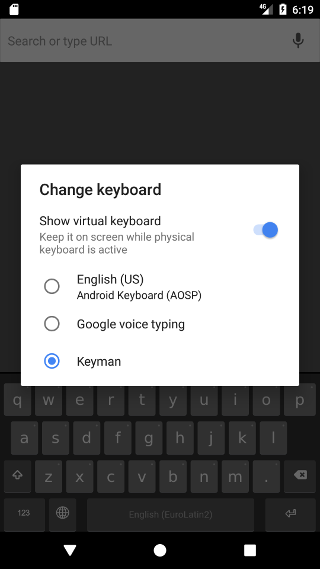 4G 6:19
Search or type URL
Change keyboard
Show virtual keyboard
Keep it on screen while physical
keyboard is active
English (US)
Android Keyboard (AOSP)
Google voice typing
Keyman
q w e r t y u i o p
a s d f g h j k l
z x c v b n m .
123 English (EuroLatin2)